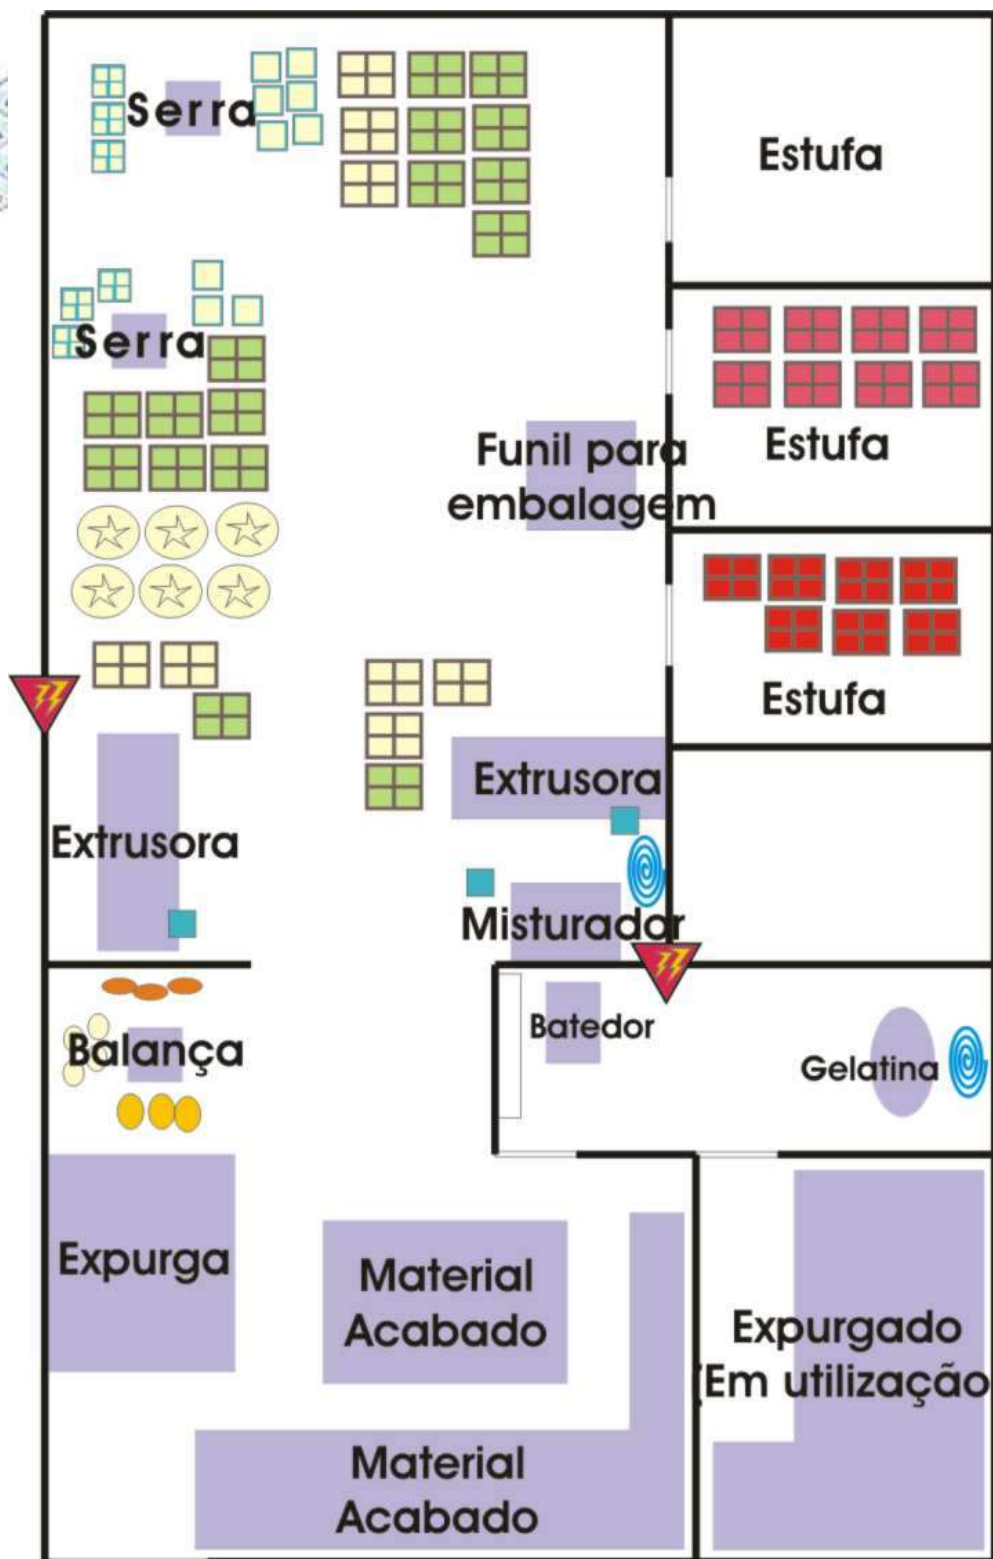 Serra
Estufa
Serra
Estufa
Funil para
embalagem
Estufa
Extrusora
Extrusora
Misturador
Batedor
Balança
Gelatina
Expurga
Material
Acabado
Expurgado
(Em utilização
Material
Acabado